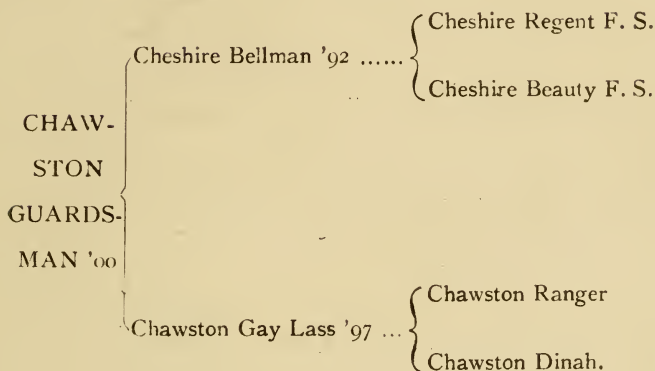 Cheshire Regent F. S.
Cheshire Bellman '92 ......
Cheshire Beauty F. S.
CHAW-
STON
GUARDS-
MAN '00
Chawston Ranger
Chawston Gay Lass '97 ...
Chawston Dinah.